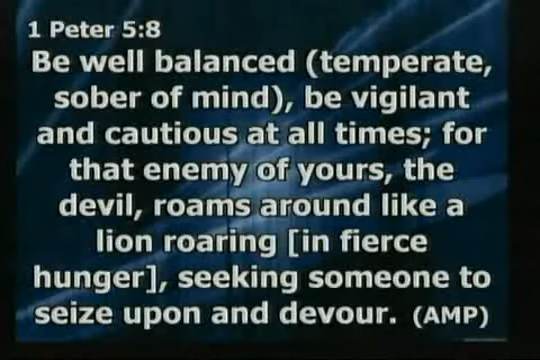 1 Peter 5:8
Be well balanced (temperate,
sober of mind), be vigilant
and cautious at all times; for
that enemy of yours, the
devil, roams around like a
lion roaring [in fierce
hunger], seeking someone to
seize upon and devour. (AMP)